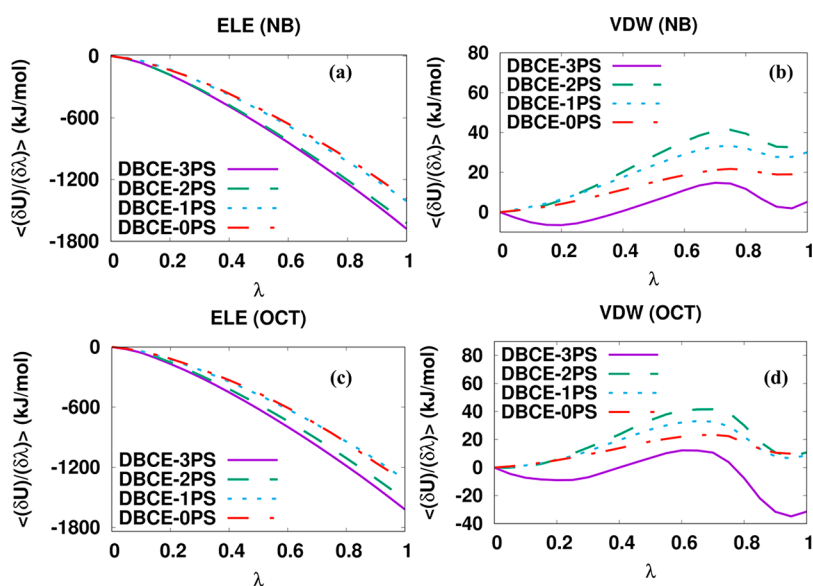 ELE (NB)
<(δU)/(δλ)> (kJ/mol)
0
-600
-1200
-1800
(a)
DBCE-3PS
DBCE-2PS
DBCE-1PS
DBCE-0PS
0 0.2 0.4 0.6 0.8 1
λ
VDW (NB)
<(δU)/(δλ)> (kJ/mol)
80
60
40
20
0
DBCE-3PS
DBCE-2PS
DBCE-1PS
DBCE-0PS
(b)
0 0.2 0.4 0.6 0.8 1
λ
ELE (OCT)
<(δU)/(δλ)> (kJ/mol)
0
-600
-1200
-1800
(c)
DBCE-3PS
DBCE-2PS
DBCE-1PS
DBCE-0PS
0 0.2 0.4 0.6 0.8 1
λ
VDW (OCT)
<(δU)/(δλ)> (kJ/mol)
80
60
40
20
0
-20
-40
DBCE-3PS
DBCE-2PS
DBCE-1PS
DBCE-0PS
(d)
0 0.2 0.4 0.6 0.8 1
λ